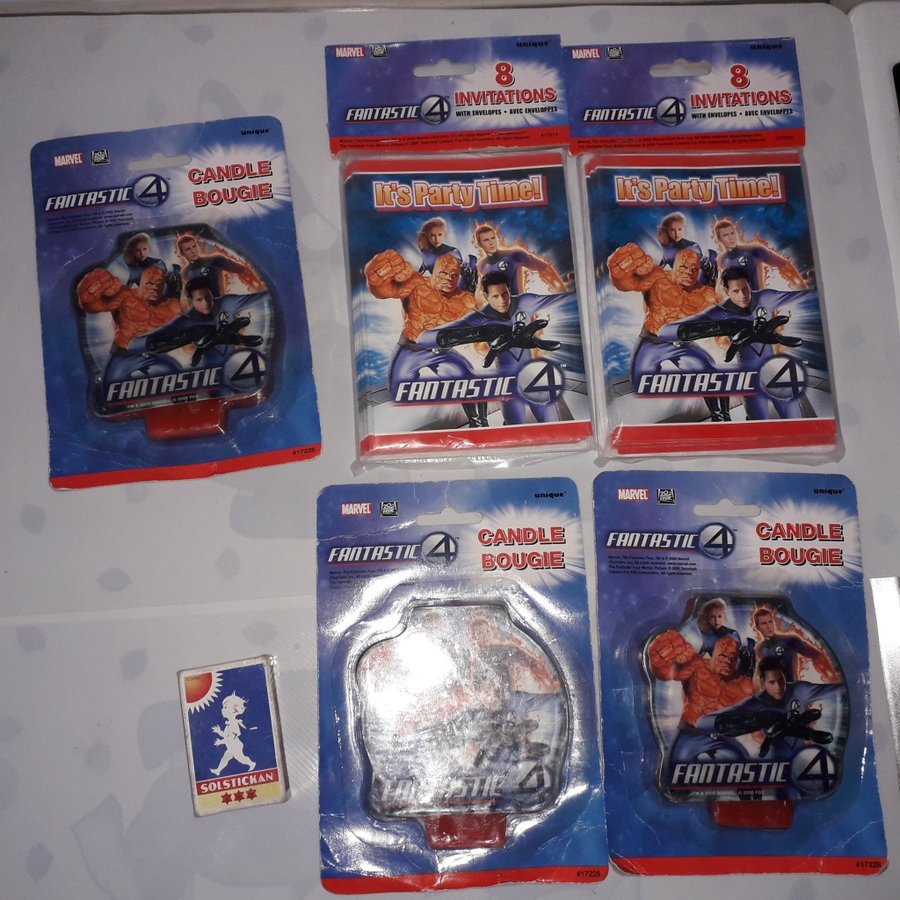 unique
MARVEL
FANTASTIC 4
CANDLE
BOUGIE
FANTASTIC 4
#17228
MARVEL
unique
8
INVITATIONS
FANTASTIC 4
WITH ENVELOPES • AVEC ENVELOPPES
It's Party Time!
FANTASTIC 4
MARVEL
unique
8
INVITATIONS
FANTASTIC 4
WITH ENVELOPES • AVEC ENVELOPPES
It's Party Time!
FANTASTIC 4
MARVEL
unique
FANTASTIC 4
CANDLE
BOUGIE
FANTASTIC 4
#17228
MARVEL
unique
FANTASTIC 4
CANDLE
BOUGIE
FANTASTIC 4
#17228
SOLSTICKAN